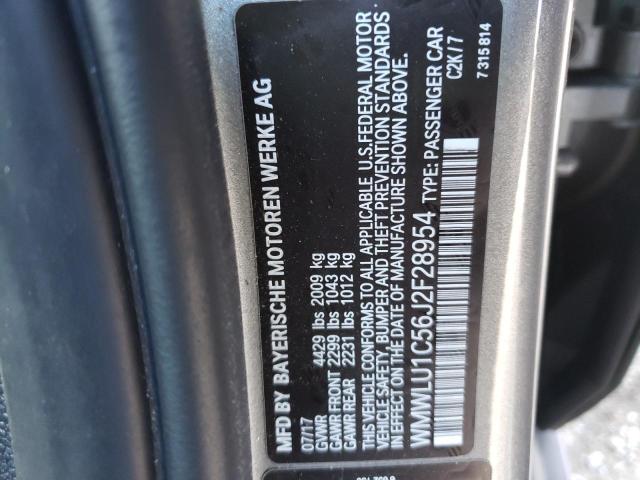 MFD BY BAYERISCHE MOTOREN WERKE AG
07/17
GVWR 4429 lbs 2009 kg
GAWR FRONT 2299 lbs 1043 kg
GAWR REAR 2231 lbs 1012 kg
THIS VEHICLE CONFORMS TO ALL APPLICABLE U.S. FEDERAL MOTOR
VEHICLE SAFETY, BUMPER AND THEFT PREVENTION STANDARDS
IN EFFECT ON THE DATE OF MANUFACTURE SHOWN ABOVE.
WMWLU1C56J2F28954 TYPE: PASSENGER CAR
C2K/7
7 315 814